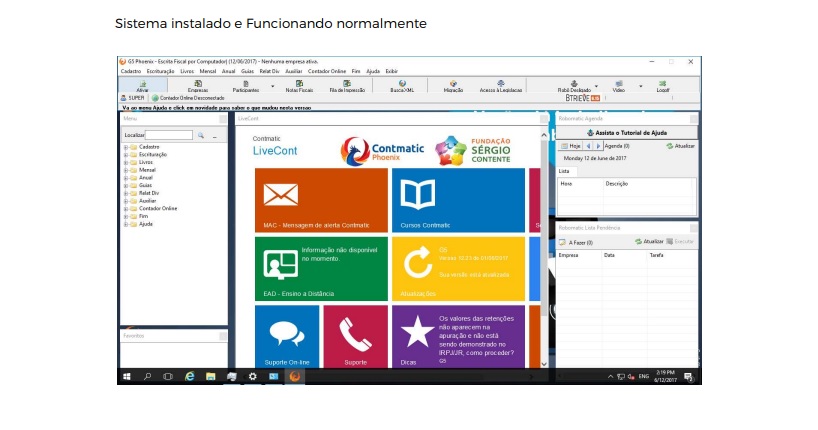 Sistema instalado e Funcionando normalmente
G5 Phoenix - Escrita Fiscal por Computador| (12/06/2017) - Nenhuma empresa ativa.
Cadastro Escrituração Livros Mensal Anual Guias Relat Div Auxiliar Contador Online Fim Ajuda Exibir
Ativar Empresas Participantes Notas Fiscais Fila de Impressão Busca XML Migração Acesso à Legislacao Robô Desligado Vídeo Logoff
SUPER Contador Online Desconectado BTRIEVE
Vá ao menu Ajuda e click em novidade para saber o que mudou nesta versao
Menu
Localizar
Cadastro
Escrituração
Livros
Mensal
Anual
Guias
Relat Div
Auxiliar
Contador Online
Fim
Ajuda
Favoritos
LiveCont
Contmatic
LiveCont
Contmatic
Phoenix
FUNDAÇÃO
SÉRGIO
CONTENTE
MAC - Mensagem de alerta Contmatic
Cursos Contmatic
Informação não disponível
no momento.
EAD - Ensino a Distância
G5
Sua versão está atualizada
Atualizações
Suporte On-line
Suporte
Os valores das retenções
não aparecem na
apuração e não está
sendo demonstrado no
IRPJ/JR, como proceder?
G5
Dicas
Robotmatic Agenda
Assista o Tutorial de Ajuda
Hoje Agenda (0) Atualizar
Monday 12 de June de 2017
Lista
Hora Descrição
Robotmatic Lista Pendência
A Fazer (0) Atualizar Executar
Empresa Data Tarefa
ENG 2:19 PM
6/12/2017